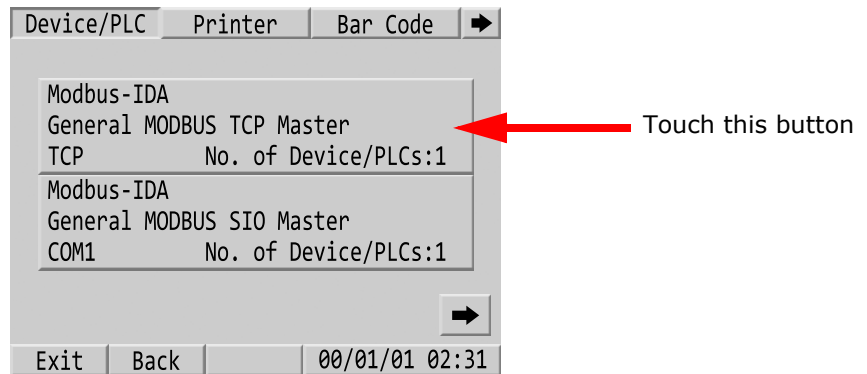 Device/PLC Printer Bar Code
Modbus-IDA
General MODBUS TCP Master
TCP No. of Device/PLCs:1
Touch this button
Modbus-IDA
General MODBUS SIO Master
COM1 No. of Device/PLCs:1
Exit Back 00/01/01 02:31